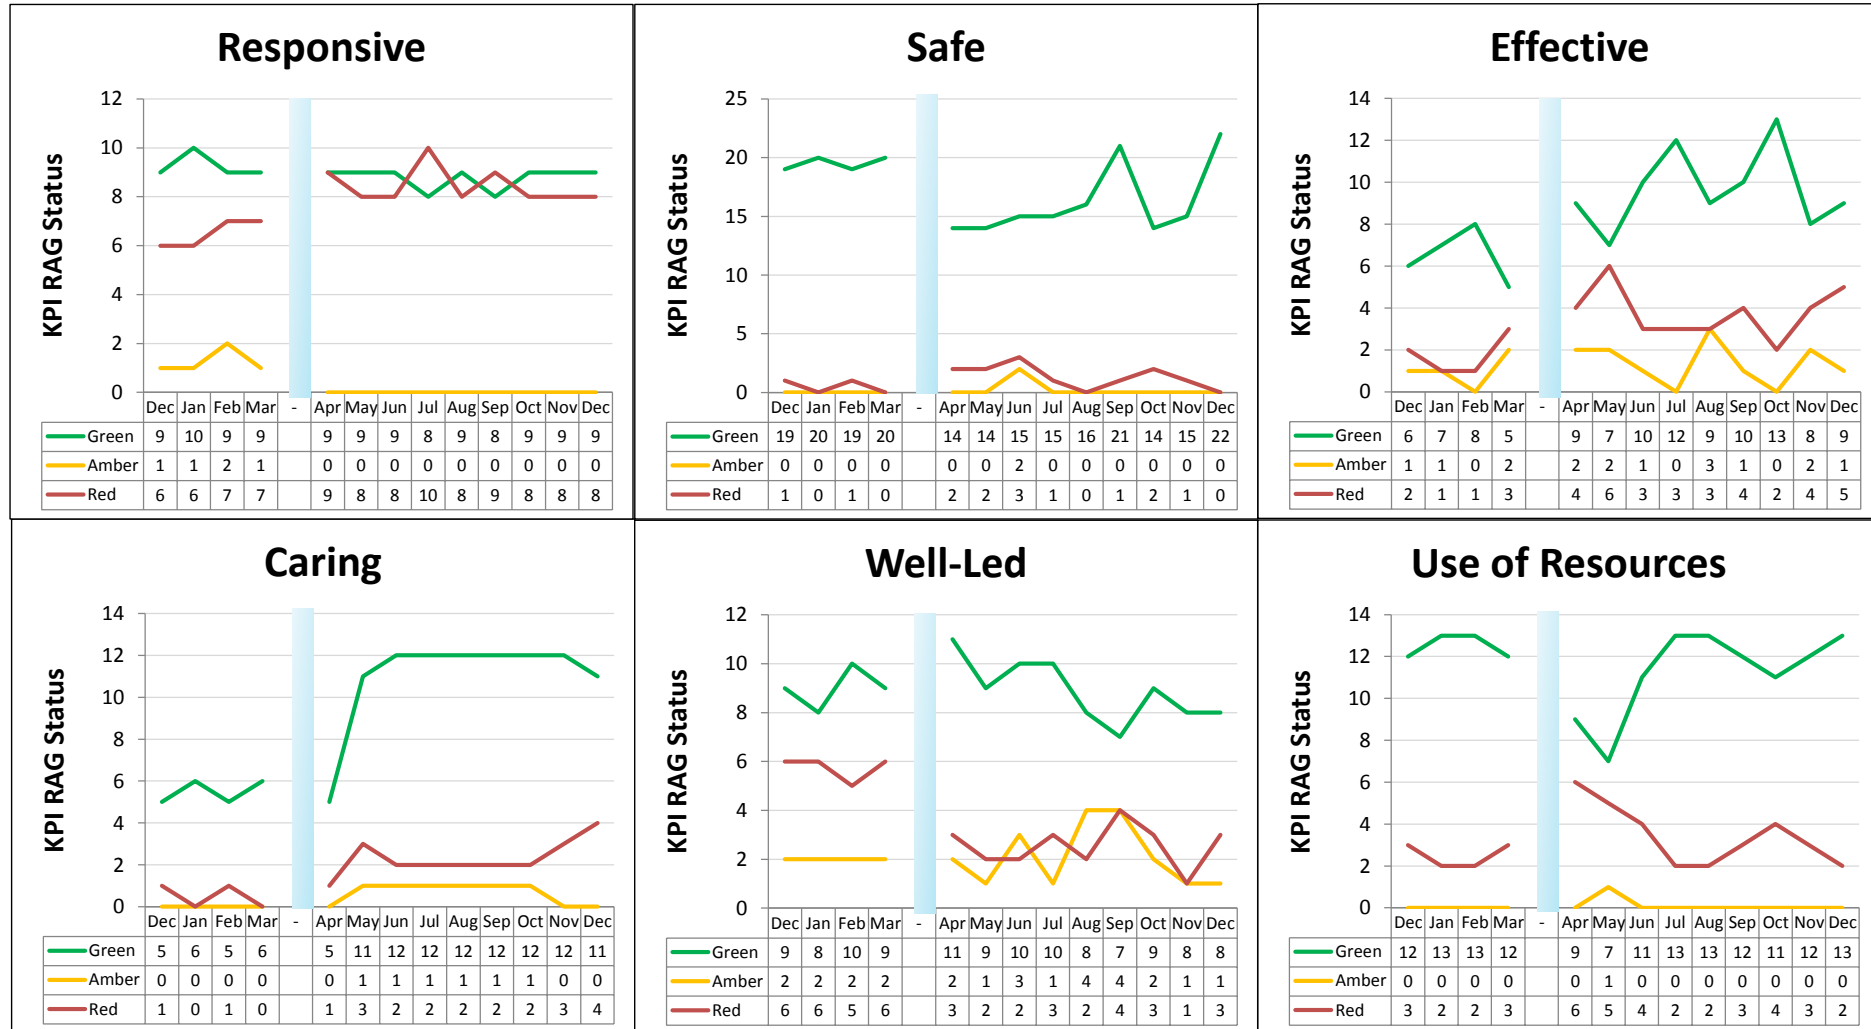 Responsive
KPI RAG Status
12
10
8
6
4
2
0
Dec Jan Feb Mar - Apr May Jun Jul Aug Sep Oct Nov Dec
Green 9 10 9 9 9 9 9 8 9 8 9 9 9
Amber 1 1 2 1 0 0 0 0 0 0 0 0 0
Red 6 6 7 7 9 8 8 10 8 9 8 8 8
Safe
KPI RAG Status
25
20
15
10
5
0
Dec Jan Feb Mar - Apr May Jun Jul Aug Sep Oct Nov Dec
Green 19 20 19 20 14 14 15 15 16 21 14 15 22
Amber 0 0 0 0 0 0 2 0 0 0 0 0 0
Red 1 0 1 0 2 2 3 1 0 1 2 1 0
Effective
KPI RAG Status
14
12
10
8
6
4
2
0
Dec Jan Feb Mar - Apr May Jun Jul Aug Sep Oct Nov Dec
Green 6 7 8 5 9 7 10 12 9 10 13 8 9
Amber 1 1 0 2 2 2 1 0 3 1 0 2 1
Red 2 1 1 3 4 6 3 3 3 4 2 4 5
Caring
KPI RAG Status
14
12
10
8
6
4
2
0
Dec Jan Feb Mar - Apr May Jun Jul Aug Sep Oct Nov Dec
Green 5 6 5 6 5 11 12 12 12 12 12 12 11
Amber 0 0 0 0 0 1 1 1 1 1 1 0 0
Red 1 0 1 0 1 3 2 2 2 2 2 3 4
Well-Led
KPI RAG Status
12
10
8
6
4
2
0
Dec Jan Feb Mar - Apr May Jun Jul Aug Sep Oct Nov Dec
Green 9 8 10 9 11 9 10 10 8 7 9 8 8
Amber 2 2 2 2 2 1 3 1 4 4 2 1 1
Red 6 6 5 6 3 2 2 3 2 4 3 1 3
Use of Resources
KPI RAG Status
14
12
10
8
6
4
2
0
Dec Jan Feb Mar - Apr May Jun Jul Aug Sep Oct Nov Dec
Green 12 13 13 12 9 7 11 13 13 12 11 12 13
Amber 0 0 0 0 0 1 0 0 0 0 0 0 0
Red 3 2 2 3 6 5 4 2 2 3 4 3 2